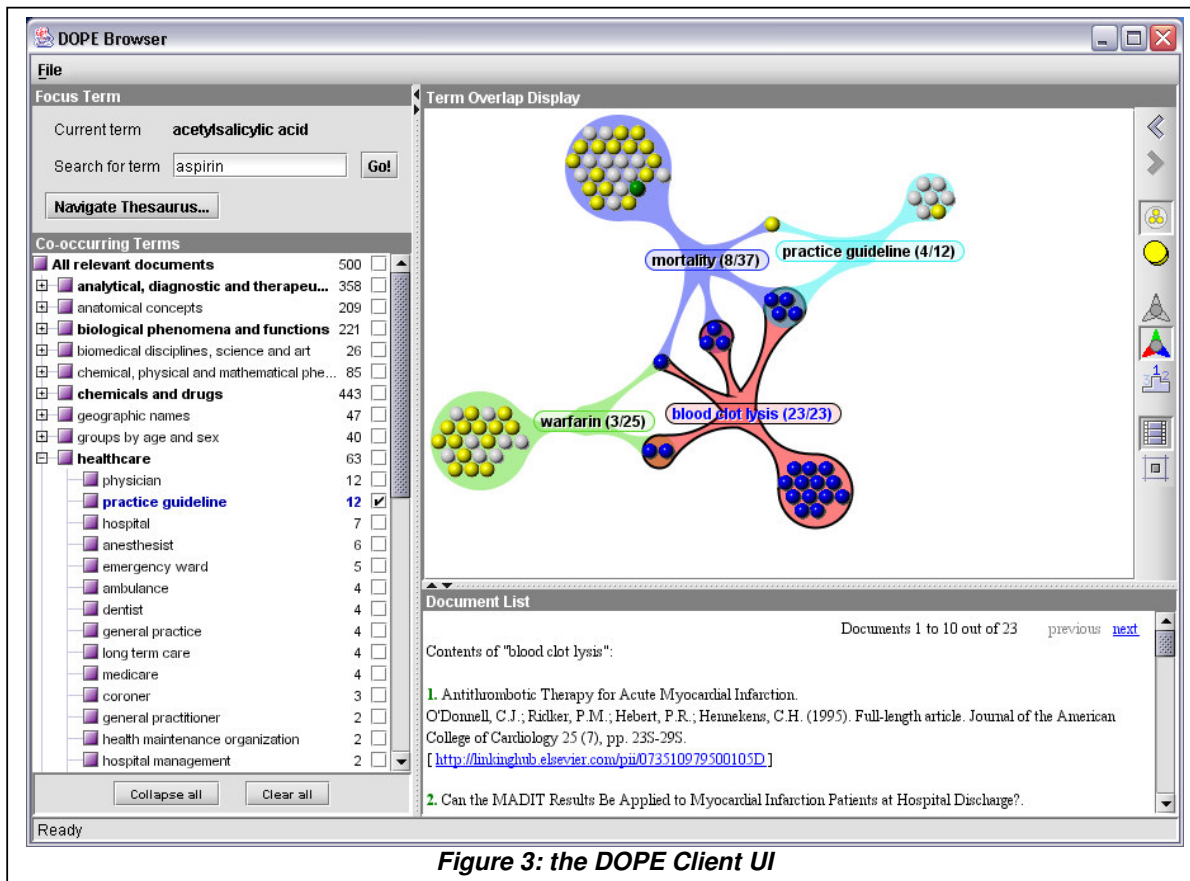 DOPE Browser
File
Focus Term
Current term acetylsalicylic acid
Search for term aspirin Go!
Navigate Thesaurus...
Co-occurring Terms
All relevant documents 500
analytical, diagnostic and therapeu... 358
anatomical concepts 209
biological phenomena and functions 221
biomedical disciplines, science and art 26
chemical, physical and mathematical phe... 85
chemicals and drugs 443
geographic names 47
groups by age and sex 40
healthcare 63
physician 12
practice guideline 12
hospital 7
anesthesist 6
emergency ward 5
ambulance 4
dentist 4
general practice 4
long term care 4
medicare 4
coroner 3
general practitioner 2
health maintenance organization 2
hospital management 2
Collapse all Clear all
Ready
Term Overlap Display
mortality (8/37)
practice guideline (4/12)
warfarin (3/25)
blood clot lysis (23/23)
Document List
Documents 1 to 10 out of 23 previous next
Contents of "blood clot lysis":
1. Antithrombotic Therapy for Acute Myocardial Infarction.
O'Donnell, C.J.; Ridker, P.M.; Hebert, P.R.; Hennekens, C.H. (1995). Full-length article. Journal of the American
College of Cardiology 25 (7), pp. 23S-29S.
[ http://linkinghub.elsevier.com/pii/073510979500105D ]
2. Can the MADIT Results Be Applied to Myocardial Infarction Patients at Hospital Discharge?.
Figure 3: the DOPE Client UI